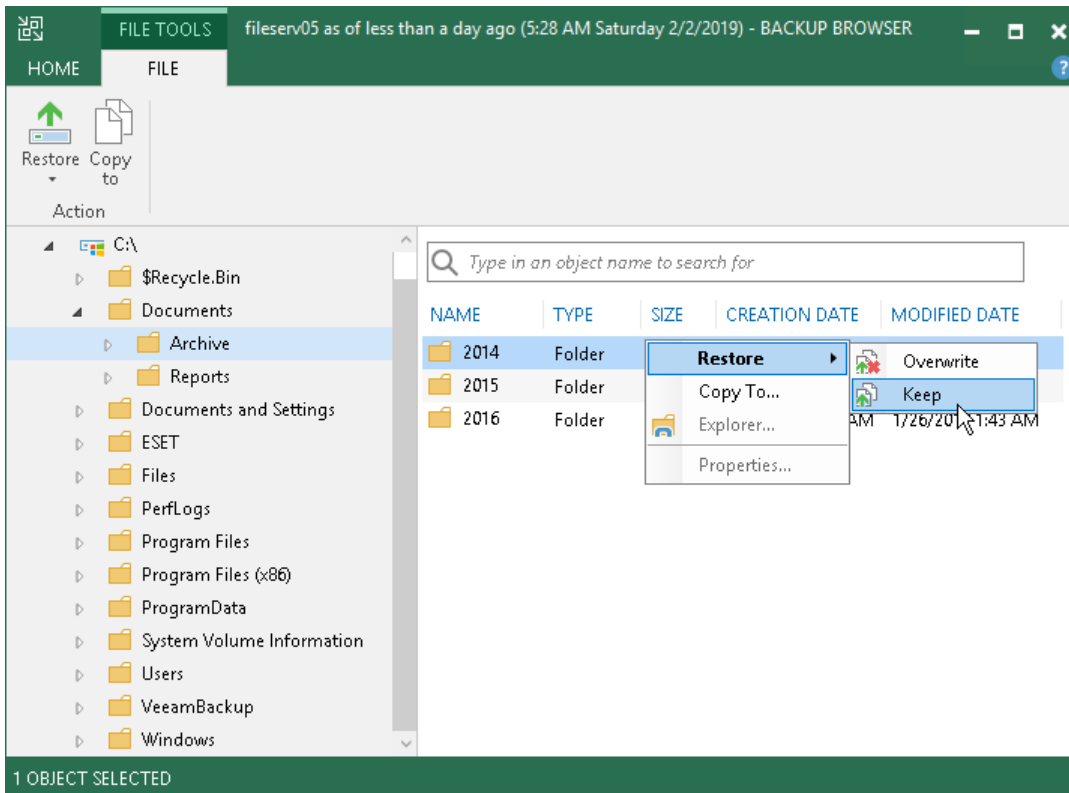 FILE TOOLS
fileserv05 as of less than a day ago (5:28 AM Saturday 2/2/2019) - BACKUP BROWSER
HOME
FILE
?
Restore
Copy to
Action
C:\
$Recycle.Bin
Documents
Archive
Reports
Documents and Settings
ESET
Files
PerfLogs
Program Files
Program Files (x86)
ProgramData
System Volume Information
Users
VeeamBackup
Windows
Type in an object name to search for
NAME TYPE SIZE CREATION DATE MODIFIED DATE
2014 Folder
2015 Folder
2016 Folder AM 1:43 AM
Restore
Copy To...
Explorer...
Properties...
Overwrite
Keep
1 OBJECT SELECTED